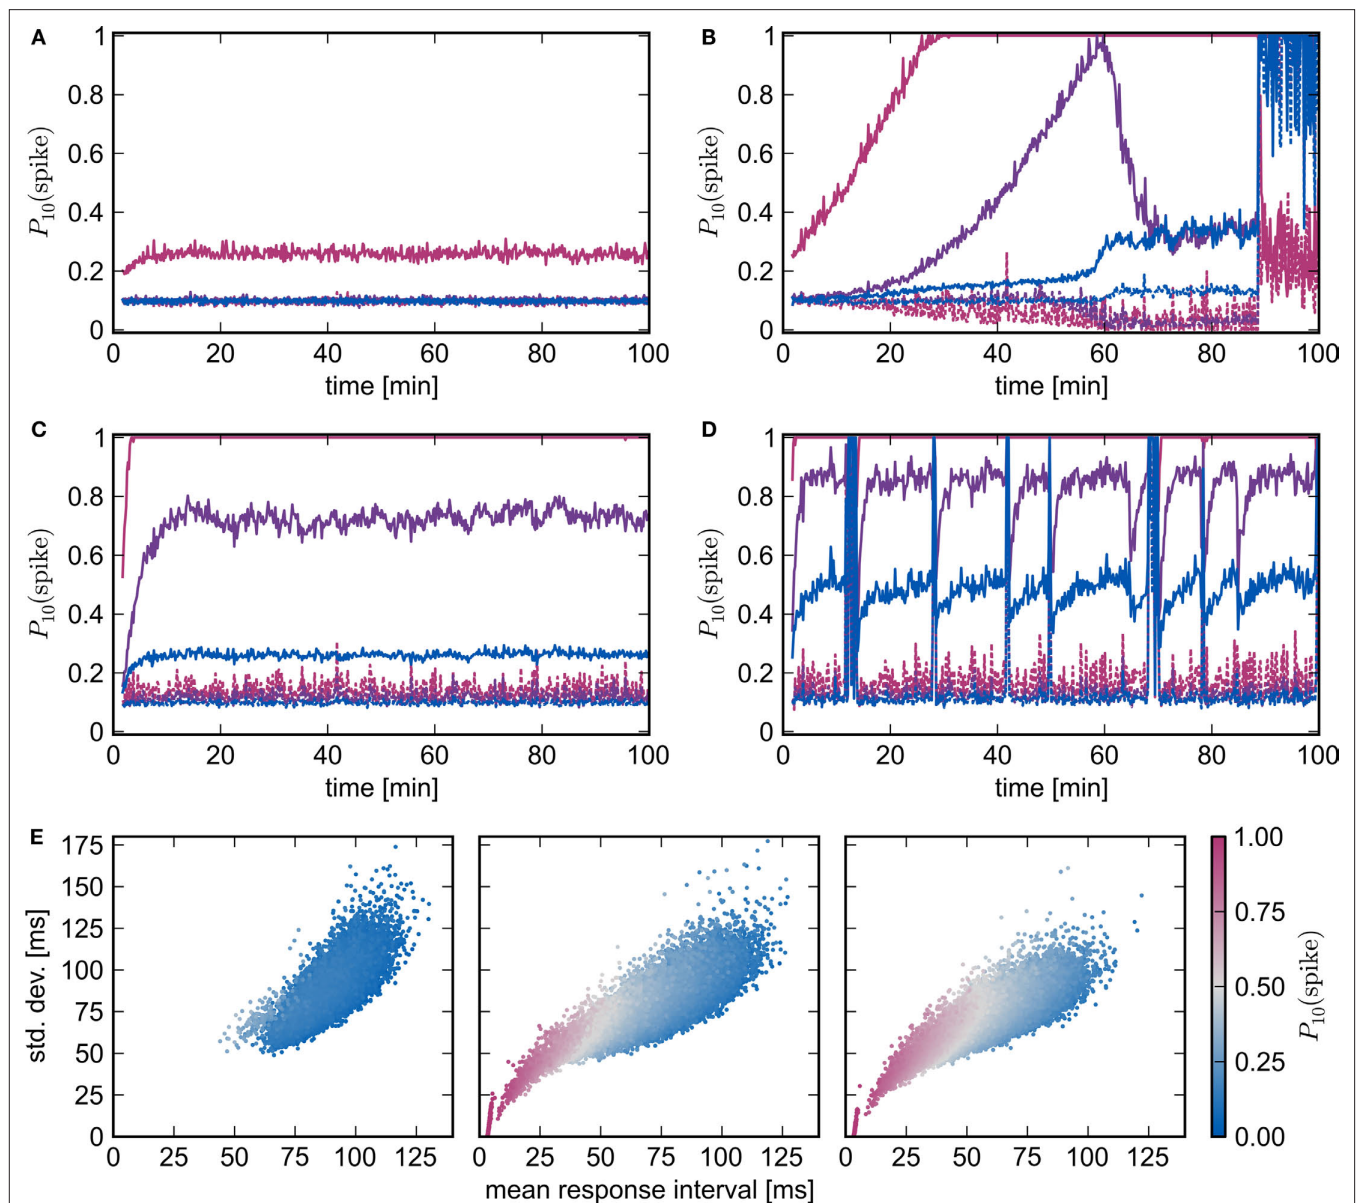 A
P10(spike)
1
0.8
0.6
0.4
0.2
0
0 20 40 60 80 100
time [min]
B
P10(spike)
1
0.8
0.6
0.4
0.2
0
0 20 40 60 80 100
time [min]
C
P10(spike)
1
0.8
0.6
0.4
0.2
0
0 20 40 60 80 100
time [min]
D
P10(spike)
1
0.8
0.6
0.4
0.2
0
0 20 40 60 80 100
time [min]
E
std. dev. [ms]
175
150
125
100
75
50
25
0
0 25 50 75 100 125
0 25 50 75 100 125
0 25 50 75 100 125
mean response interval [ms]
1.00
0.75
0.50
0.25
0.00
P10(spike)